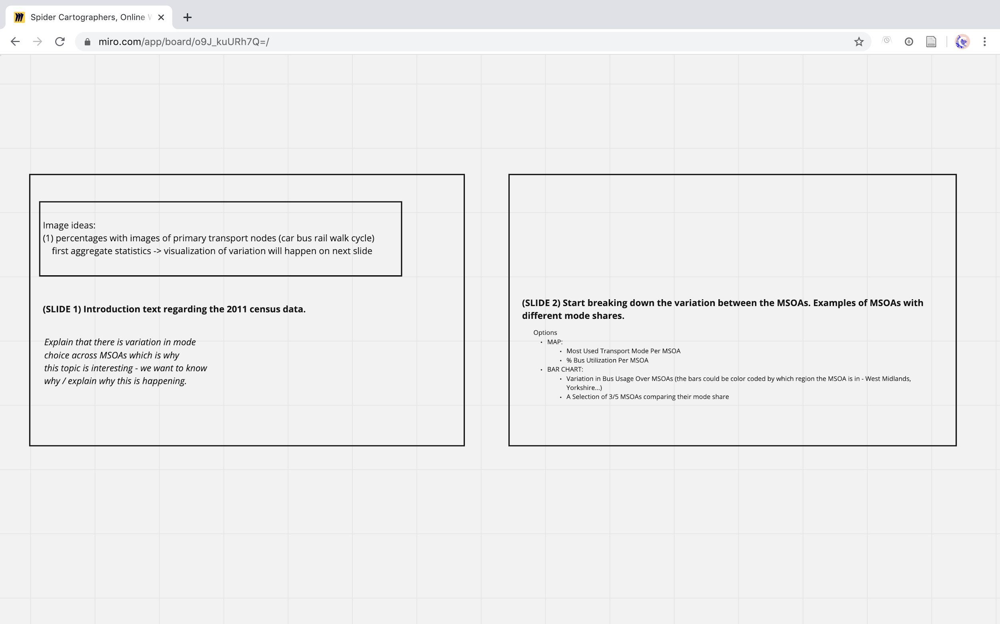 Spider Cartographers, Online
miro.com/app/board/o9J_kuURh7Q=/
Image ideas:
(1) percentages with images of primary transport nodes (car bus rail walk cycle)
first aggregate statistics -> visualization of variation will happen on next slide
(SLIDE 1) Introduction text regarding the 2011 census data.
Explain that there is variation in mode
choice across MSOAs which is why
this topic is interesting - we want to know
why / explain why this is happening.
(SLIDE 2) Start breaking down the variation between the MSOAs. Examples of MSOAs with
different mode shares.
Options
• MAP:
• Most Used Transport Mode Per MSOA
• % Bus Utilization Per MSOA
• BAR CHART:
• Variation in Bus Usage Over MSOAs (the bars could be color coded by which region the MSOA is in - West Midlands,
Yorkshire...)
• A Selection of 3/5 MSOAs comparing their mode share